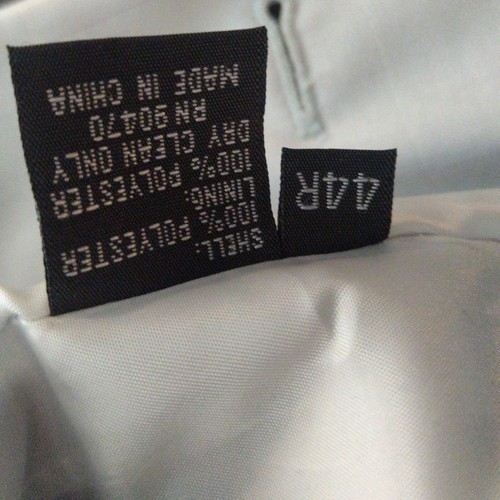 SHELL:
100% POLYESTER
LINING:
100% POLYESTER
DRY CLEAN ONLY
RN 90470
MADE IN CHINA
44R